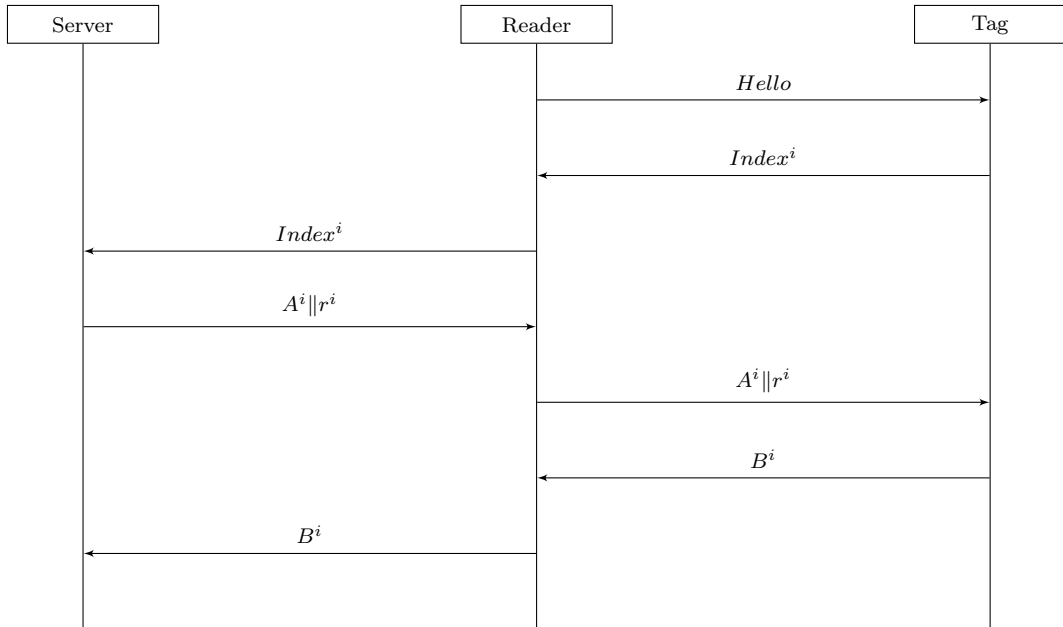 Server Reader Tag
Hello
Index^i
Index^i
A^i∥r^i
A^i∥r^i
B^i
B^i